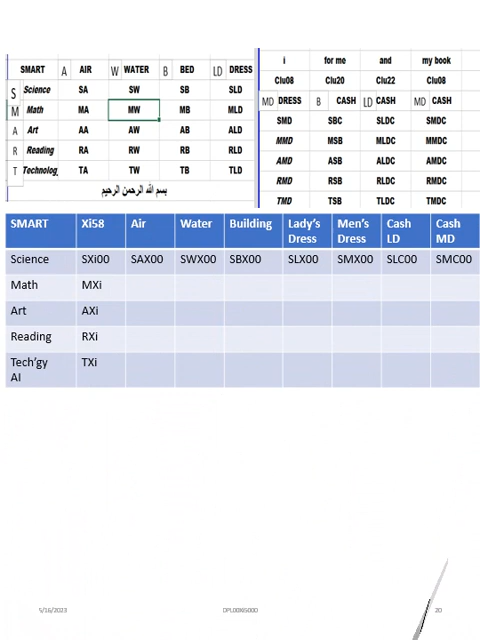 i for me and my book
Clu08 Clu20 Clu22 Clu08
SMART A AIR W WATER B BED LD DRESS MD DRESS B CASH LD CASH MD CASH
S Science SA SW SB SLD SMD SBC SLDC SMDC
M Math MA MW MB MLD MMD MSB MLDC MMDC
A Art AA AW AB ALD AMD ASB ALDC AMDC
R Reading RA RW RB RLD RMD RSB RLDC RMDC
T Technolog TA TW TB TLD TMD TSB TLDC TMDC
بسم الله الرحمن الرحيم
SMART Xi58 Air Water Building Lady's Dress Men's Dress Cash LD Cash MD
Science SXi00 SAX00 SWX00 SBX00 SLX00 SMX00 SLC00 SMC00
Math MXi
Art AXi
Reading RXi
Tech'gy AI TXi
5/16/2023 DPL00X65000 20